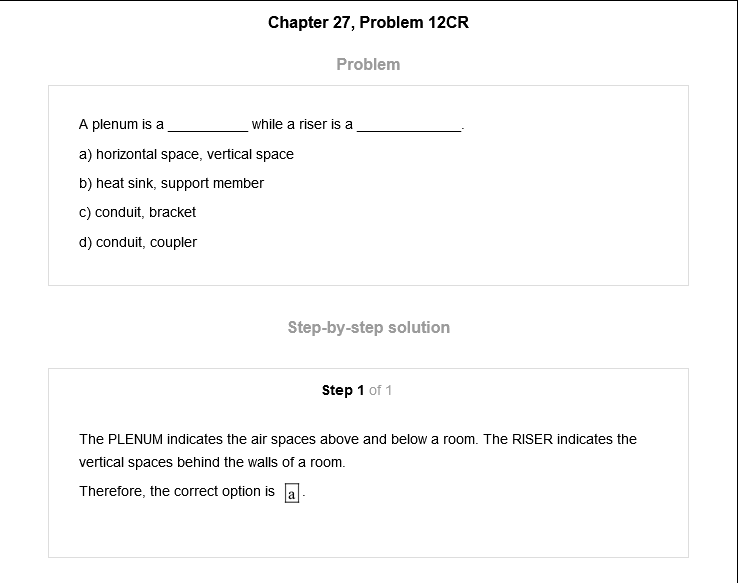 Chapter 27, Problem 12CR
Problem
A plenum is a __________ while a riser is a _____________.
a) horizontal space, vertical space
b) heat sink, support member
c) conduit, bracket
d) conduit, coupler
Step-by-step solution
Step 1 of 1
The PLENUM indicates the air spaces above and below a room. The RISER indicates the
vertical spaces behind the walls of a room.
Therefore, the correct option is a.